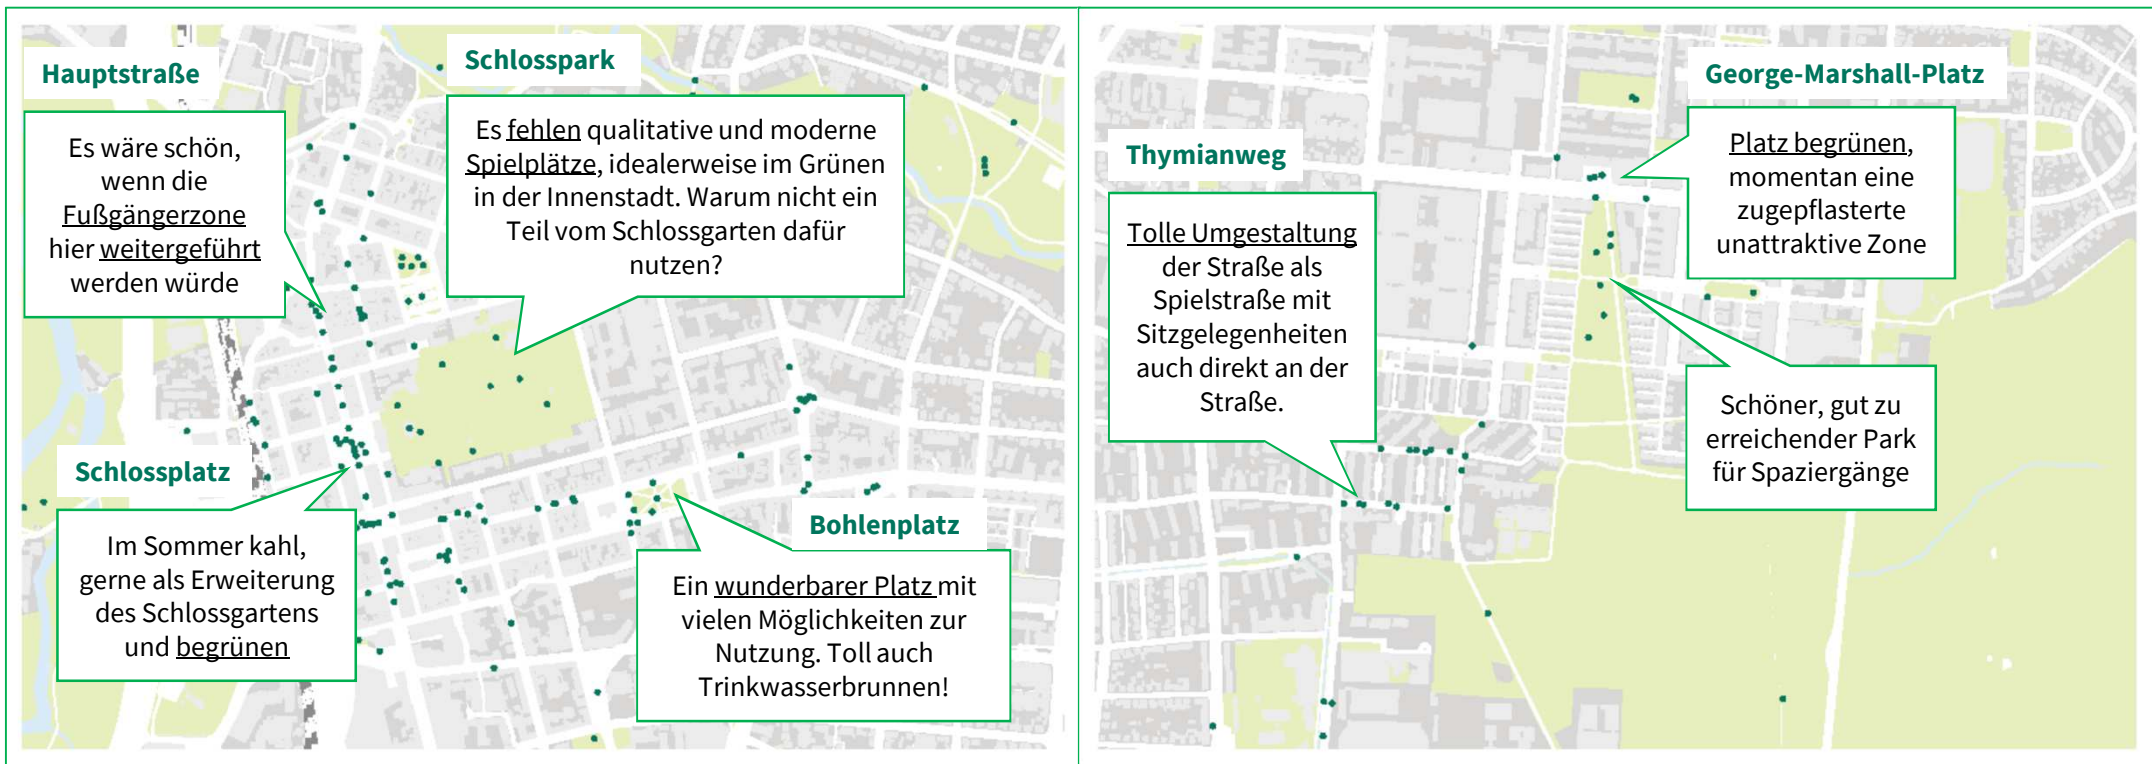 Hauptstraße
Es wäre schön,
wenn die
Fußgängerzone
hier weitergeführt
werden würde
Schlosspark
Es fehlen qualitative und moderne
Spielplätze, idealerweise im Grünen
in der Innenstadt. Warum nicht ein
Teil vom Schlossgarten dafür
nutzen?
Schlossplatz
Im Sommer kahl,
gerne als Erweiterung
des Schlossgartens
und begrünen
Bohlenplatz
Ein wunderbarer Platz mit
vielen Möglichkeiten zur
Nutzung. Toll auch
Trinkwasserbrunnen!
Thymianweg
Tolle Umgestaltung
der Straße als
Spielstraße mit
Sitzgelegenheiten
auch direkt an der
Straße.
George-Marshall-Platz
Platz begrünen,
momentan eine
zugepflasterte
unattraktive Zone
Schöner, gut zu
erreichender Park
für Spaziergänge